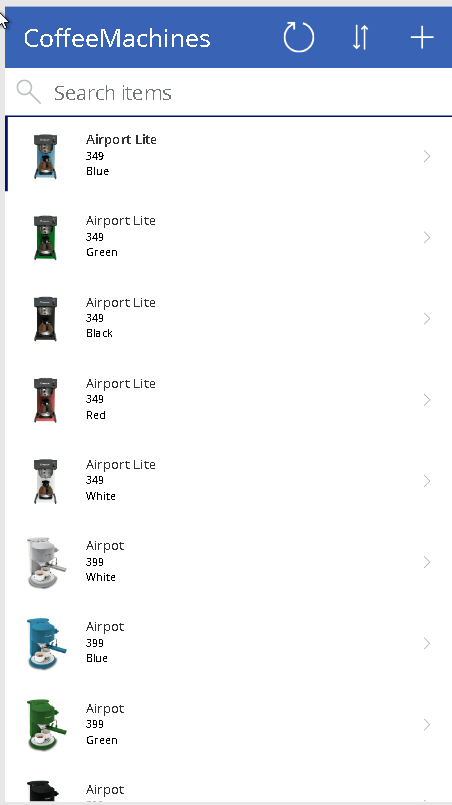 CoffeeMachines
Search items
Airport Lite
349
Blue
Airport Lite
349
Green
Airport Lite
349
Black
Airport Lite
349
Red
Airport Lite
349
White
Airpot
399
White
Airpot
399
Blue
Airpot
399
Green
Airpot